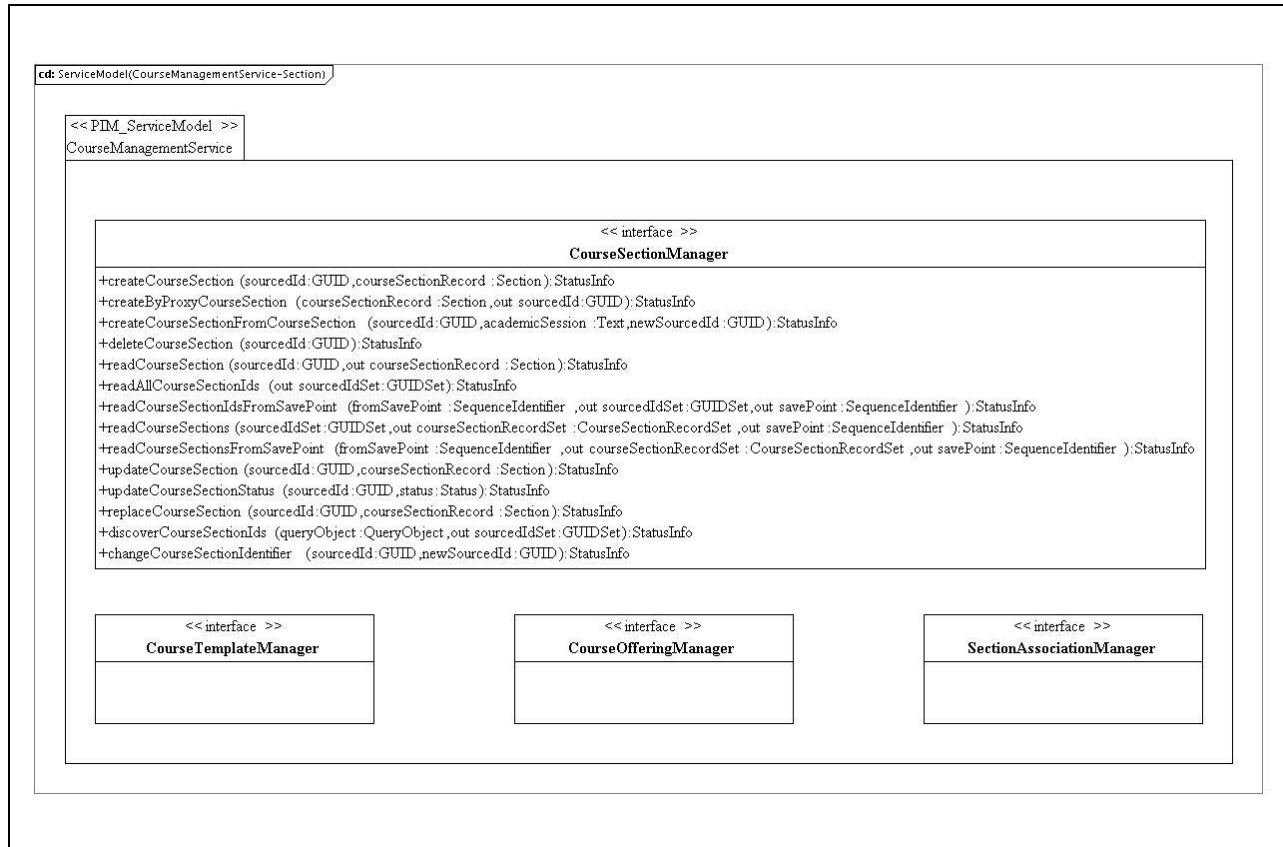 cd: ServiceModel(CourseManagementService-Section)
<< PIM_ServiceModel >>
CourseManagementService
<< interface >>
CourseSectionManager
+createCourseSection (sourcedId:GUID,courseSectionRecord :Section):StatusInfo
+createByProxyCourseSection (courseSectionRecord :Section,out sourcedId:GUID):StatusInfo
+createCourseSectionFromCourseSection (sourcedId:GUID,academicSession :Text,newSourcedId :GUID):StatusInfo
+deleteCourseSection (sourcedId:GUID):StatusInfo
+readCourseSection (sourcedId:GUID,out courseSectionRecord :Section):StatusInfo
+readAllCourseSectionIds (out sourcedIdSet:GUIDSet):StatusInfo
+readCourseSectionIdsFromSavePoint (fromSavePoint :SequenceIdentifier ,out sourcedIdSet:GUIDSet,out savePoint:SequenceIdentifier ):StatusInfo
+readCourseSections (sourcedIdSet:GUIDSet,out courseSectionRecordSet :CourseSectionRecordSet ,out savePoint:SequenceIdentifier ):StatusInfo
+readCourseSectionsFromSavePoint (fromSavePoint :SequenceIdentifier ,out courseSectionRecordSet :CourseSectionRecordSet ,out savePoint:SequenceIdentifier ):StatusInfo
+updateCourseSection (sourcedId:GUID,courseSectionRecord :Section):StatusInfo
+updateCourseSectionStatus (sourcedId:GUID,status:Status):StatusInfo
+replaceCourseSection (sourcedId:GUID,courseSectionRecord :Section):StatusInfo
+discoverCourseSectionIds (queryObject:QueryObject,out sourcedIdSet:GUIDSet):StatusInfo
+changeCourseSectionIdentifier (sourcedId:GUID,newSourcedId:GUID):StatusInfo
<< interface >>
CourseTemplateManager
<< interface >>
CourseOfferingManager
<< interface >>
SectionAssociationManager